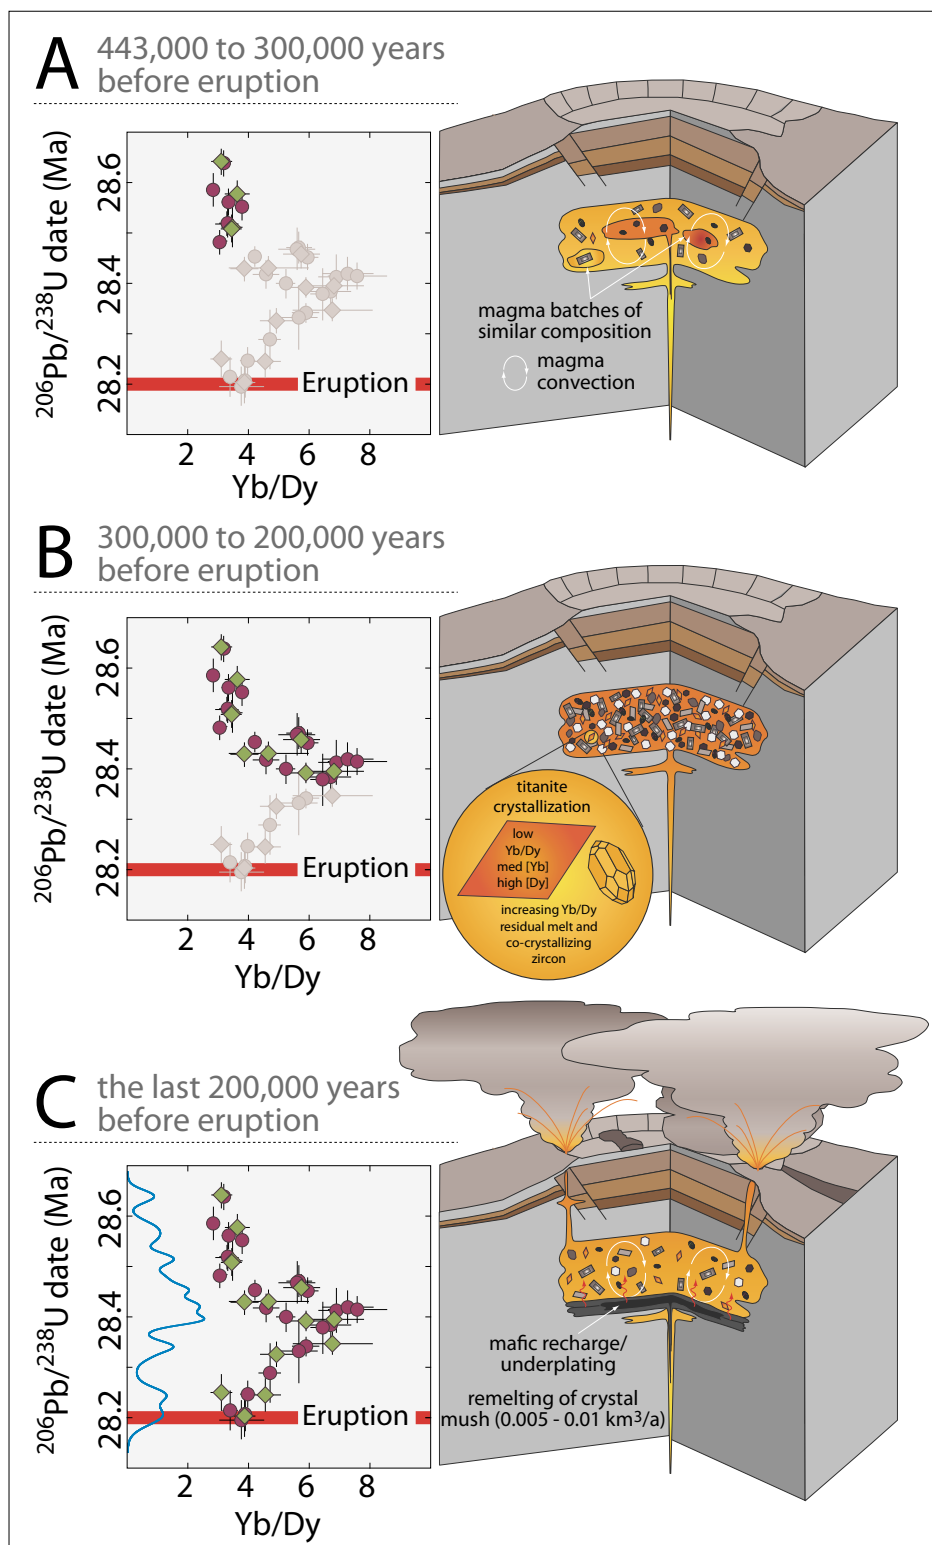 A
443,000 to 300,000 years
before eruption
206Pb/238U date (Ma)
28.6
28.4
28.2
Eruption
2 4 6 8
Yb/Dy
magma batches of
similar composition
magma
convection
B
300,000 to 200,000 years
before eruption
206Pb/238U date (Ma)
28.6
28.4
28.2
Eruption
2 4 6 8
Yb/Dy
titanite
crystallization
low
Yb/Dy
med [Yb]
high [Dy]
increasing Yb/Dy
residual melt and
co-crystallizing
zircon
C
the last 200,000 years
before eruption
206Pb/238U date (Ma)
28.6
28.4
28.2
Eruption
2 4 6 8
Yb/Dy
mafic recharge/
underplating
remelting of crystal
mush (0.005 - 0.01 km³/a)